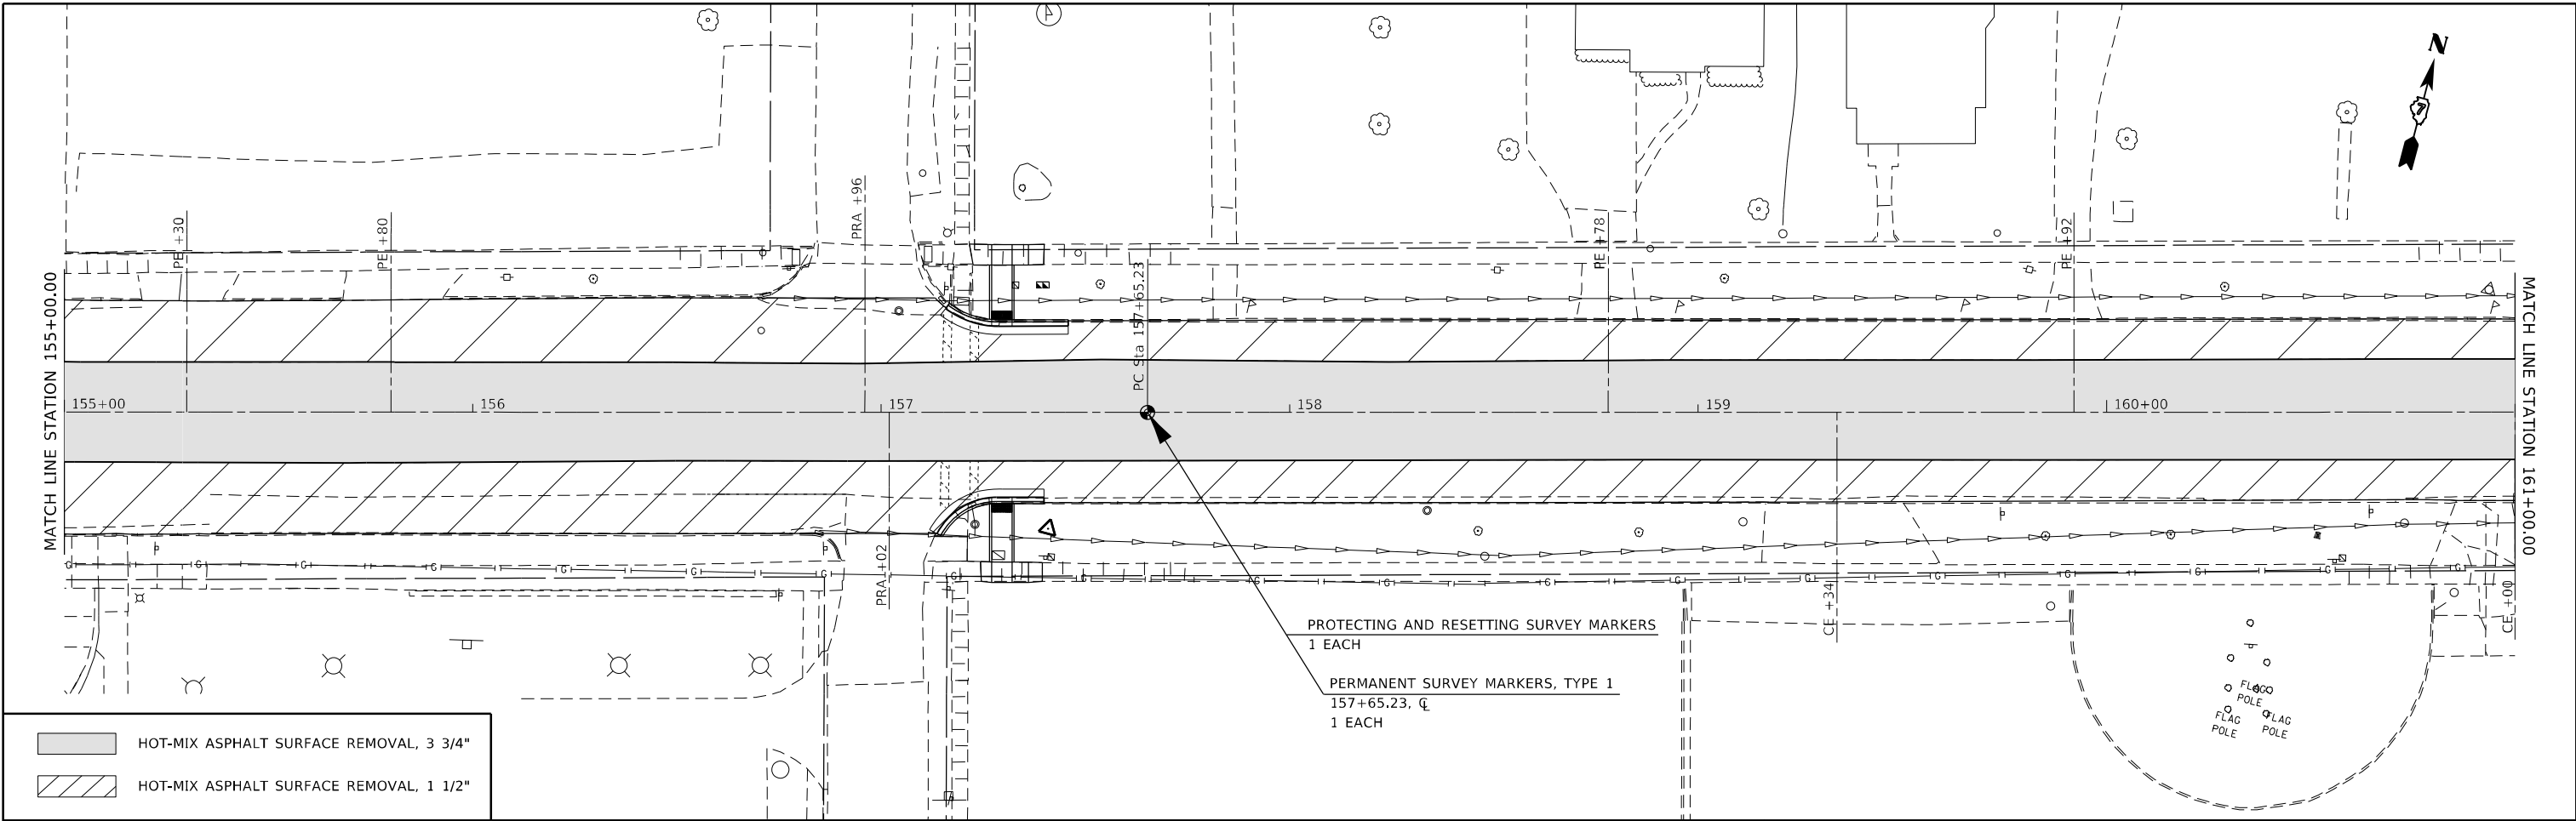 N
7
PE +30
PE +80
PRA +96
PC Sta 157+65.23
PE +78
PE +92
MATCH LINE STATION 155+00.00
MATCH LINE STATION 161+00.00
155+00
156
157
158
159
160+00
PRA +02
CE +34
CE +00
G G G G G G G G G G G G G G G G G G G
PROTECTING AND RESETTING SURVEY MARKERS
1 EACH
PERMANENT SURVEY MARKERS, TYPE 1
157+65.23, ℄
1 EACH
FLAG
POLE
FLAG
POLE
FLAG
POLE
HOT-MIX ASPHALT SURFACE REMOVAL, 3 3/4"
HOT-MIX ASPHALT SURFACE REMOVAL, 1 1/2"